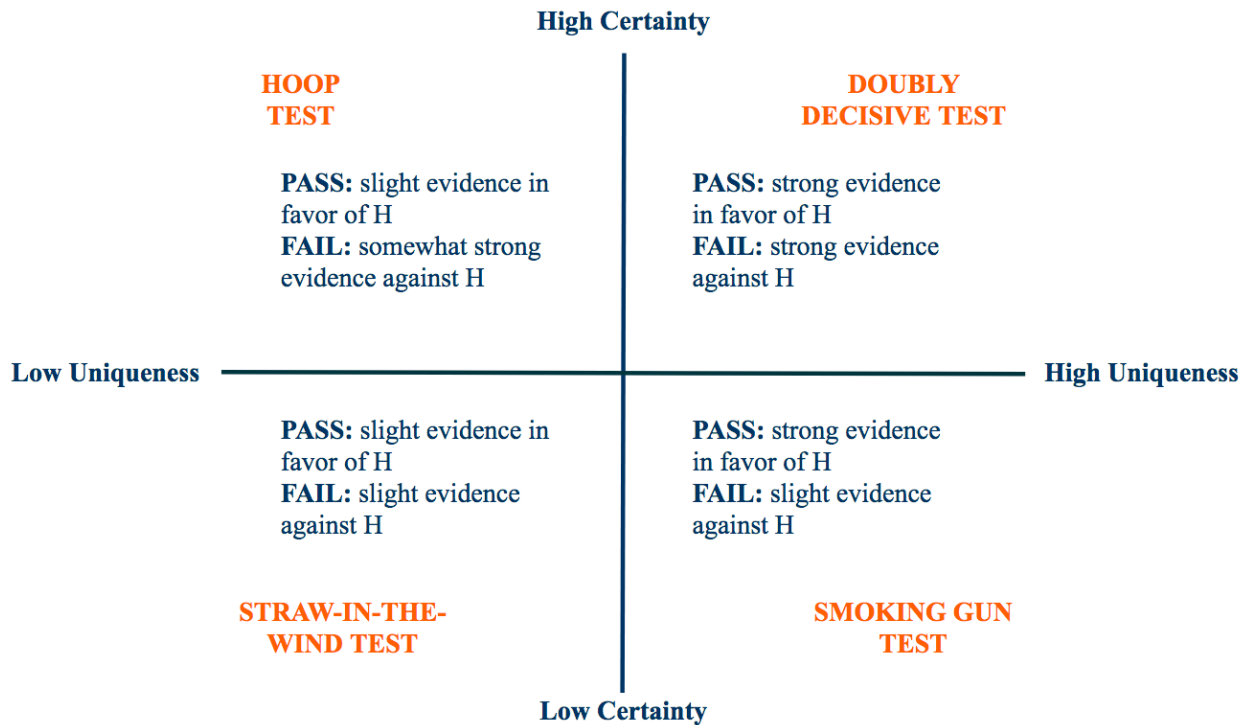 High Certainty
HOOP
TEST
PASS: slight evidence in
favor of H
FAIL: somewhat strong
evidence against H
DOUBLY
DECISIVE TEST
PASS: strong evidence
in favor of H
FAIL: strong evidence
against H
Low Uniqueness
High Uniqueness
PASS: slight evidence in
favor of H
FAIL: slight evidence
against H
STRAW-IN-THE-
WIND TEST
PASS: strong evidence
in favor of H
FAIL: slight evidence
against H
SMOKING GUN
TEST
Low Certainty